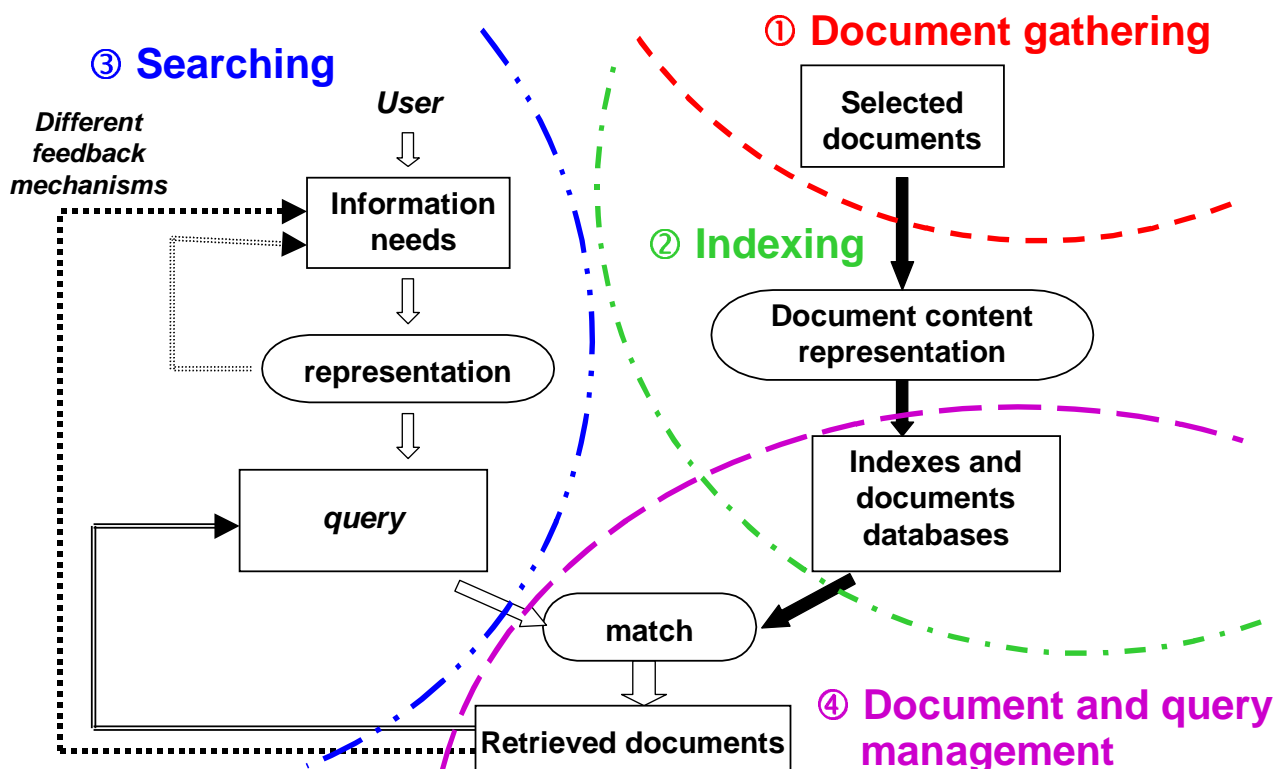 ① Document gathering
③ Searching
Selected
documents
User
Different
feedback
mechanisms
Information
needs
② Indexing
Document content
representation
representation
Indexes and
documents
databases
query
match
④ Document and query
management
Retrieved documents